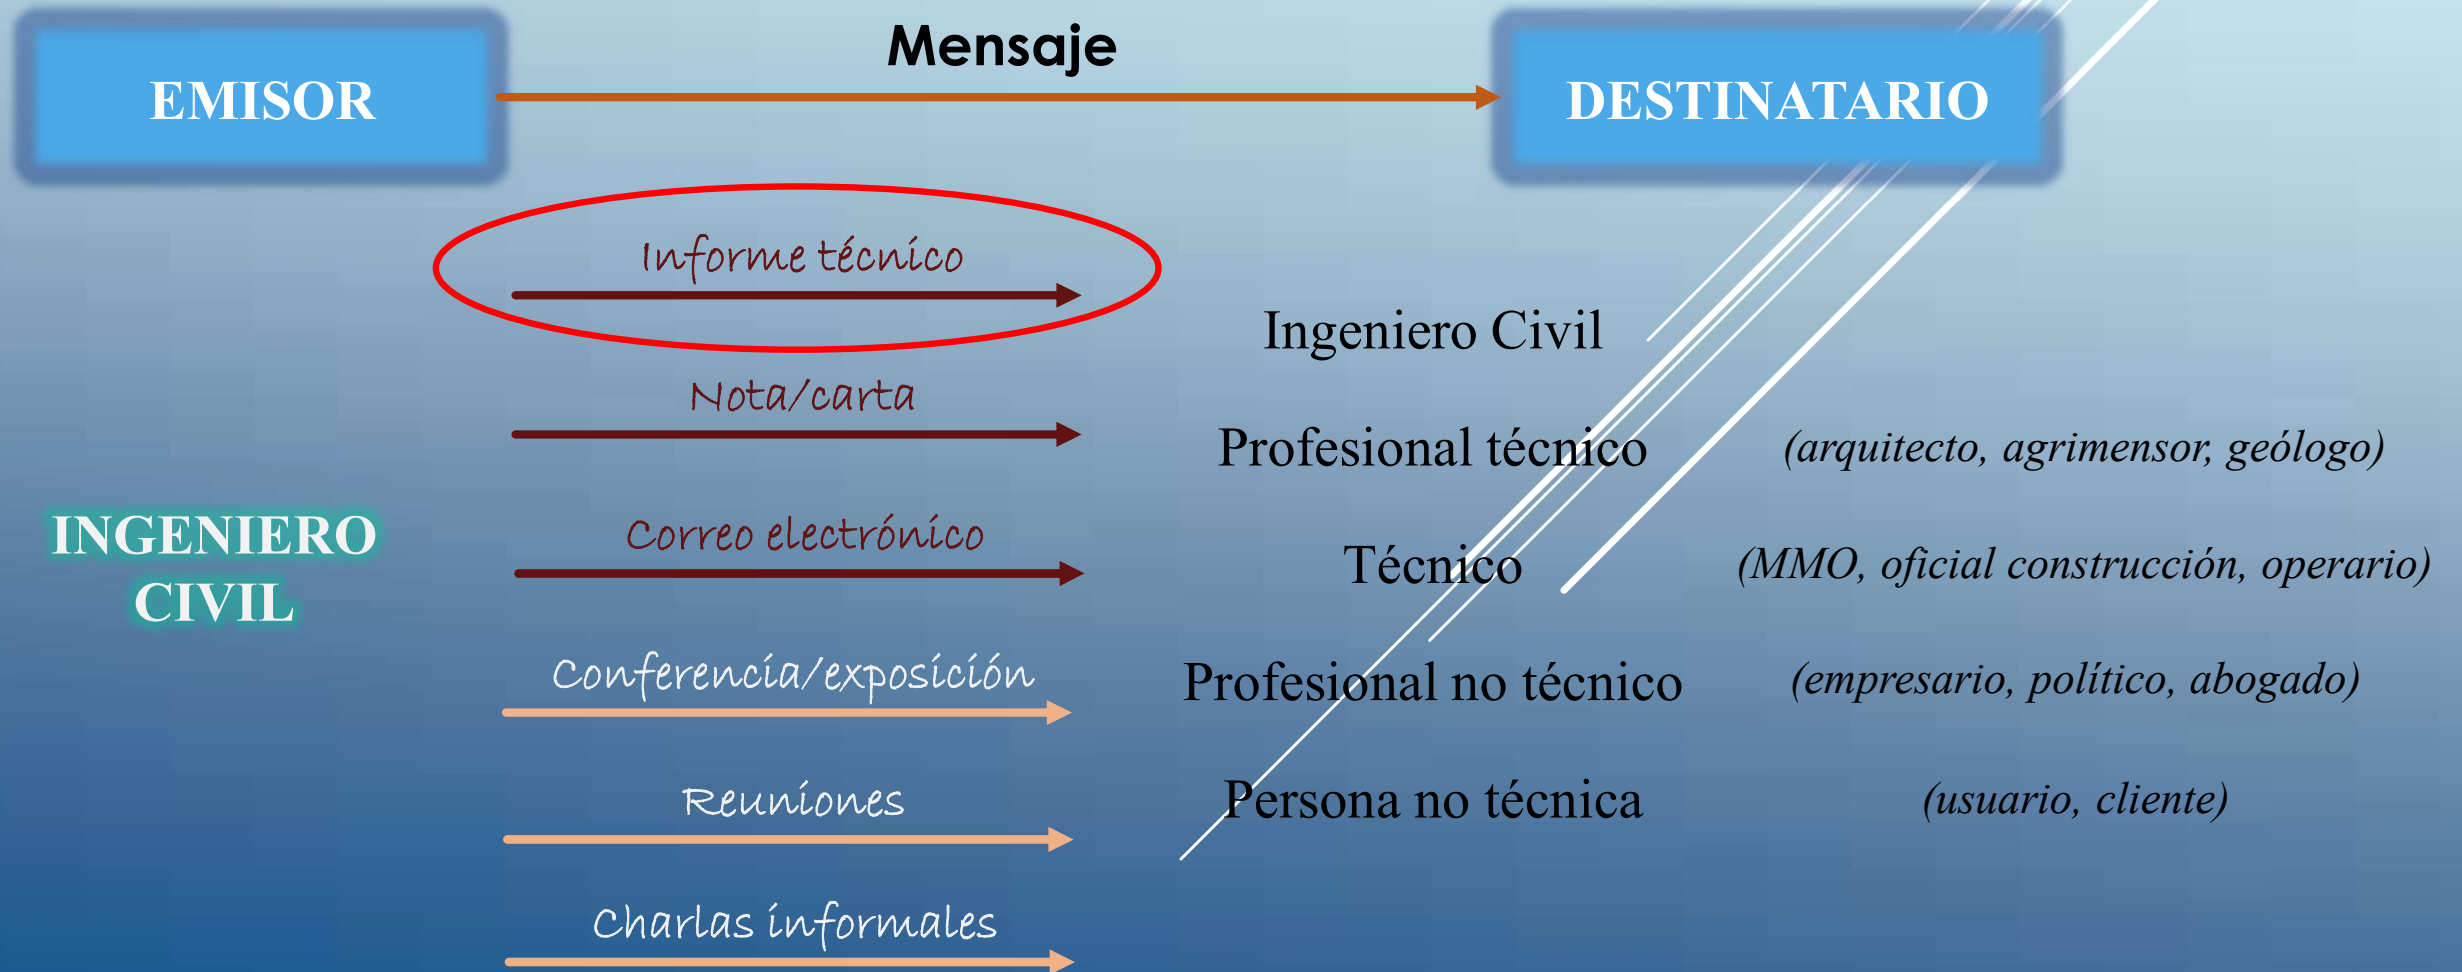 Mensaje
EMISOR
DESTINATARIO
Informe técnico
Nota/carta
Correo electrónico
Conferencia/exposición
Reuniones
Charlas informales
INGENIERO
CIVIL
Ingeniero Civil
Profesional técnico
(arquitecto, agrimensor, geólogo)
Técnico
(MMO, oficial construcción, operario)
Profesional no técnico
(empresario, político, abogado)
Persona no técnica
(usuario, cliente)